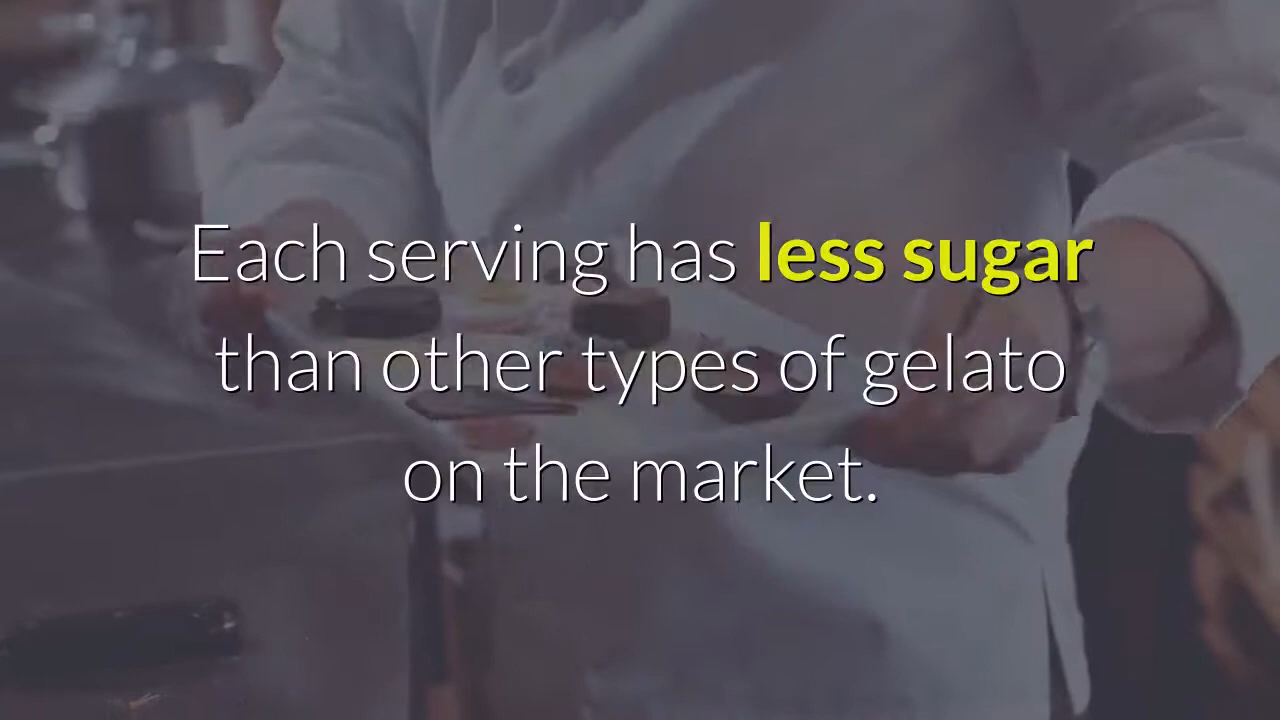 Each serving has less sugar
than other types of gelato
on the market.